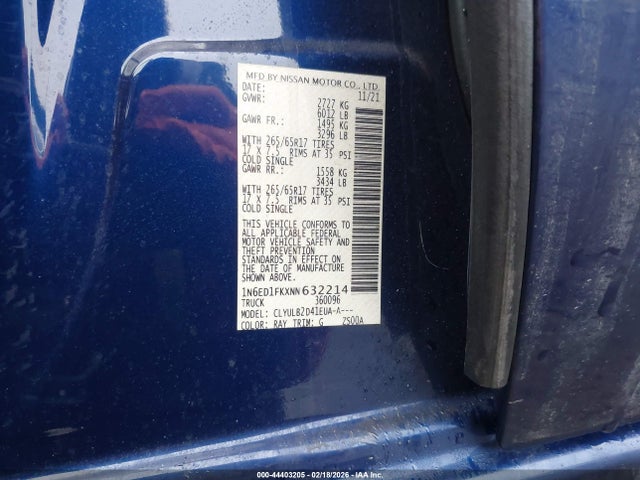 MFD BY NISSAN MOTOR CO., LTD.
DATE: 11/21
GVWR: 2727 KG
6012 LB
GAWR FR.: 1495 KG
3296 LB
WITH 265/65R17 TIRES
17 X 7.5 RIMS AT 35 PSI
COLD SINGLE
GAWR RR.: 1558 KG
3434 LB
WITH 265/65R17 TIRES
17 X 7.5 RIMS AT 35 PSI
COLD SINGLE
THIS VEHICLE CONFORMS TO
ALL APPLICABLE FEDERAL
MOTOR VEHICLE SAFETY AND
THEFT PREVENTION
STANDARDS IN EFFECT ON
THE DATE OF MANUFACTURE
SHOWN ABOVE.
1N6ED1FKXNN632214
TRUCK 360096
MODEL: CLYULB2D41EUA-A---
COLOR: RAY TRIM: G ZS00A
000-44403205 - 02/18/2026 - IAAI.com